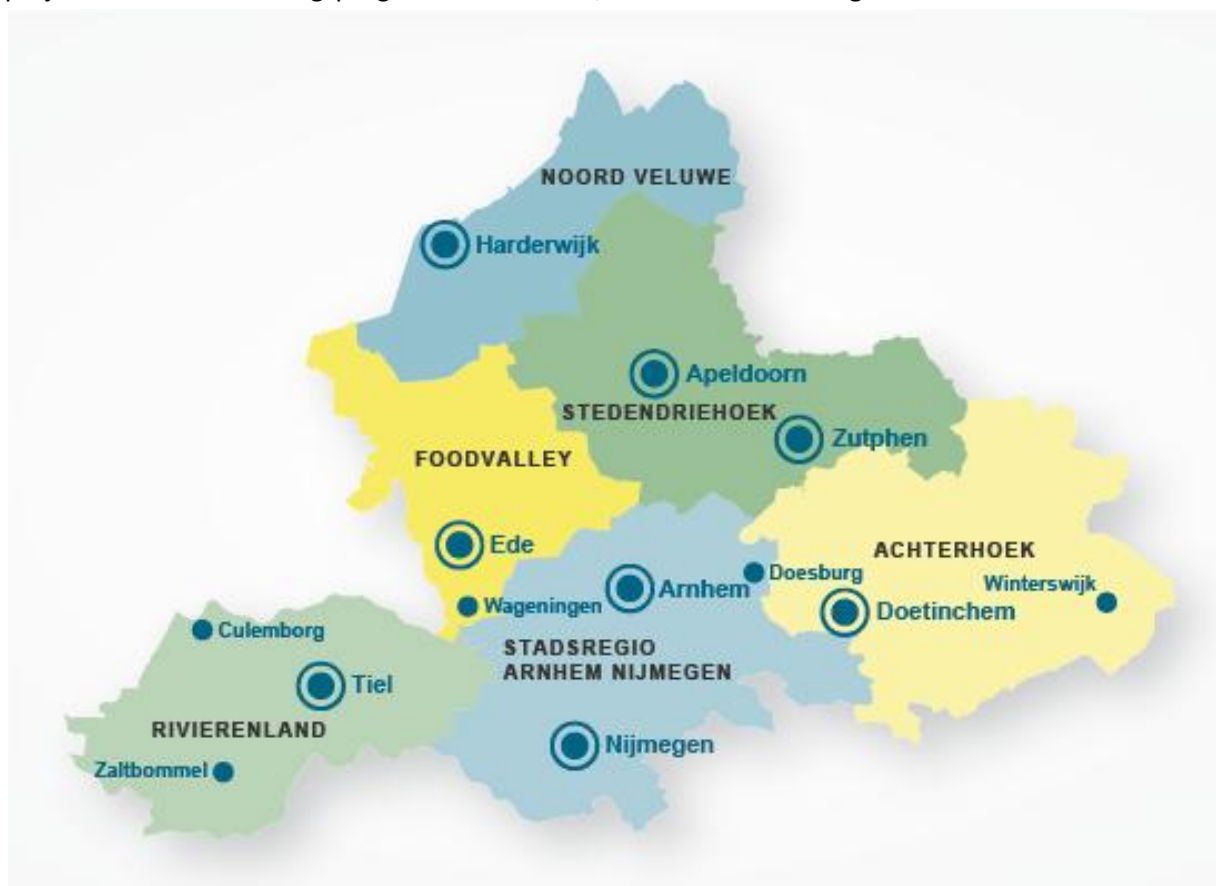 NOORD VELUWE
Harderwijk
Apeldoorn
STEDENDRIEHOEK
Zutphen
FOODVALLEY
Ede
ACHTERHOEK
Doesburg
Winterswijk
Arnhem
Doetinchem
Wageningen
Culemborg
STADSREGIO
ARNHEM NIJMEGEN
Tiel
RIVIERENLAND
Nijmegen
Zaltbommel